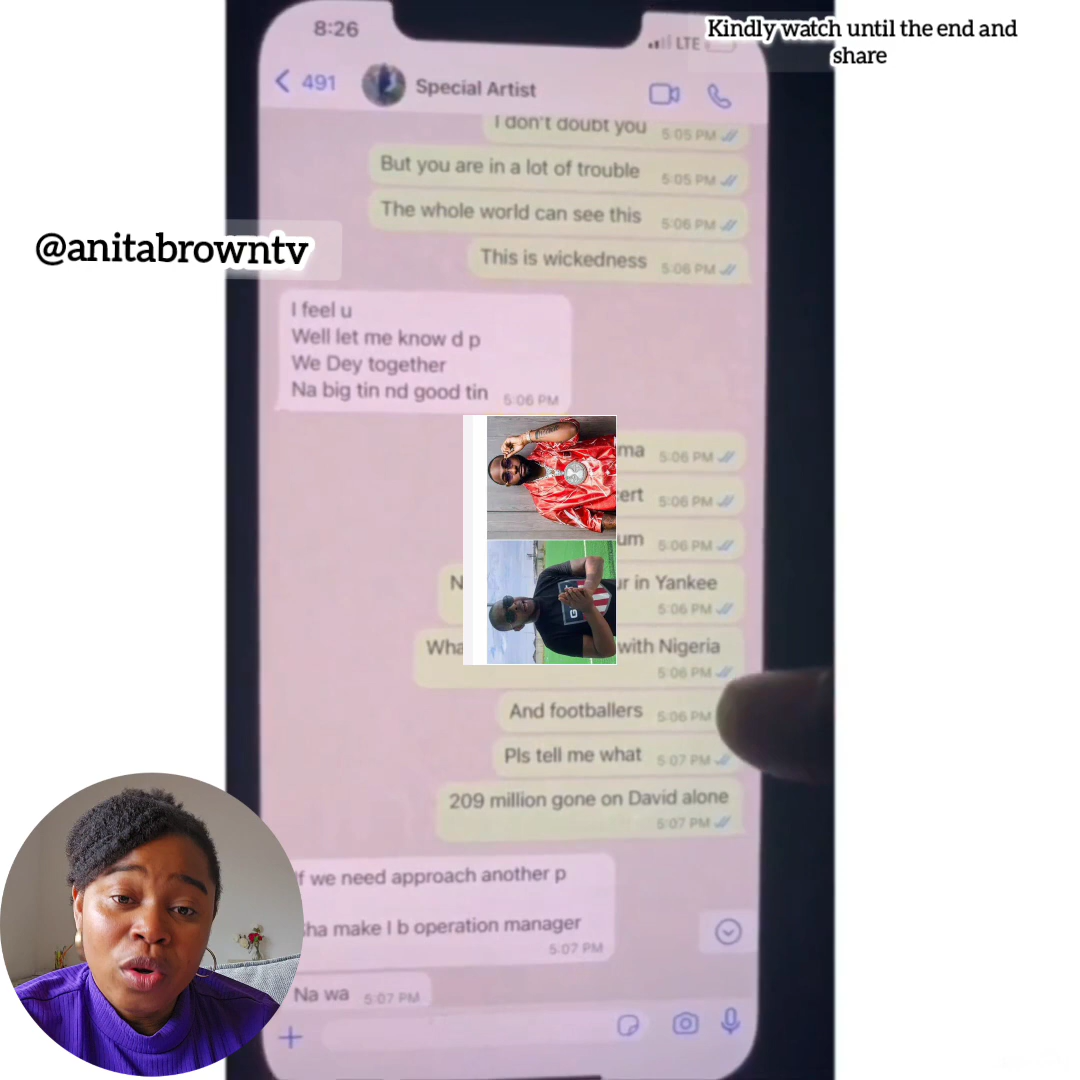 8:26
LTE
Kindly watch until the end and
share
491
Special Artist
I don't doubt you 5:05 PM
But you are in a lot of trouble 5:05 PM
The whole world can see this 5:06 PM
@anitabrowntv
This is wickedness 5:06 PM
I feel u
Well let me know d p
We Dey together
Na big tin nd good tin 5:06 PM
ma 5:06 PM
ert 5:06 PM
um 5:06 PM
N ur in Yankee
5:06 PM
Wha with Nigeria
5:06 PM
And footballers 5:06 PM
Pls tell me what 5:07 PM
209 million gone on David alone
5:07 PM
f we need approach another p
ha make I b operation manager
5:07 PM
Na wa 5:07 PM